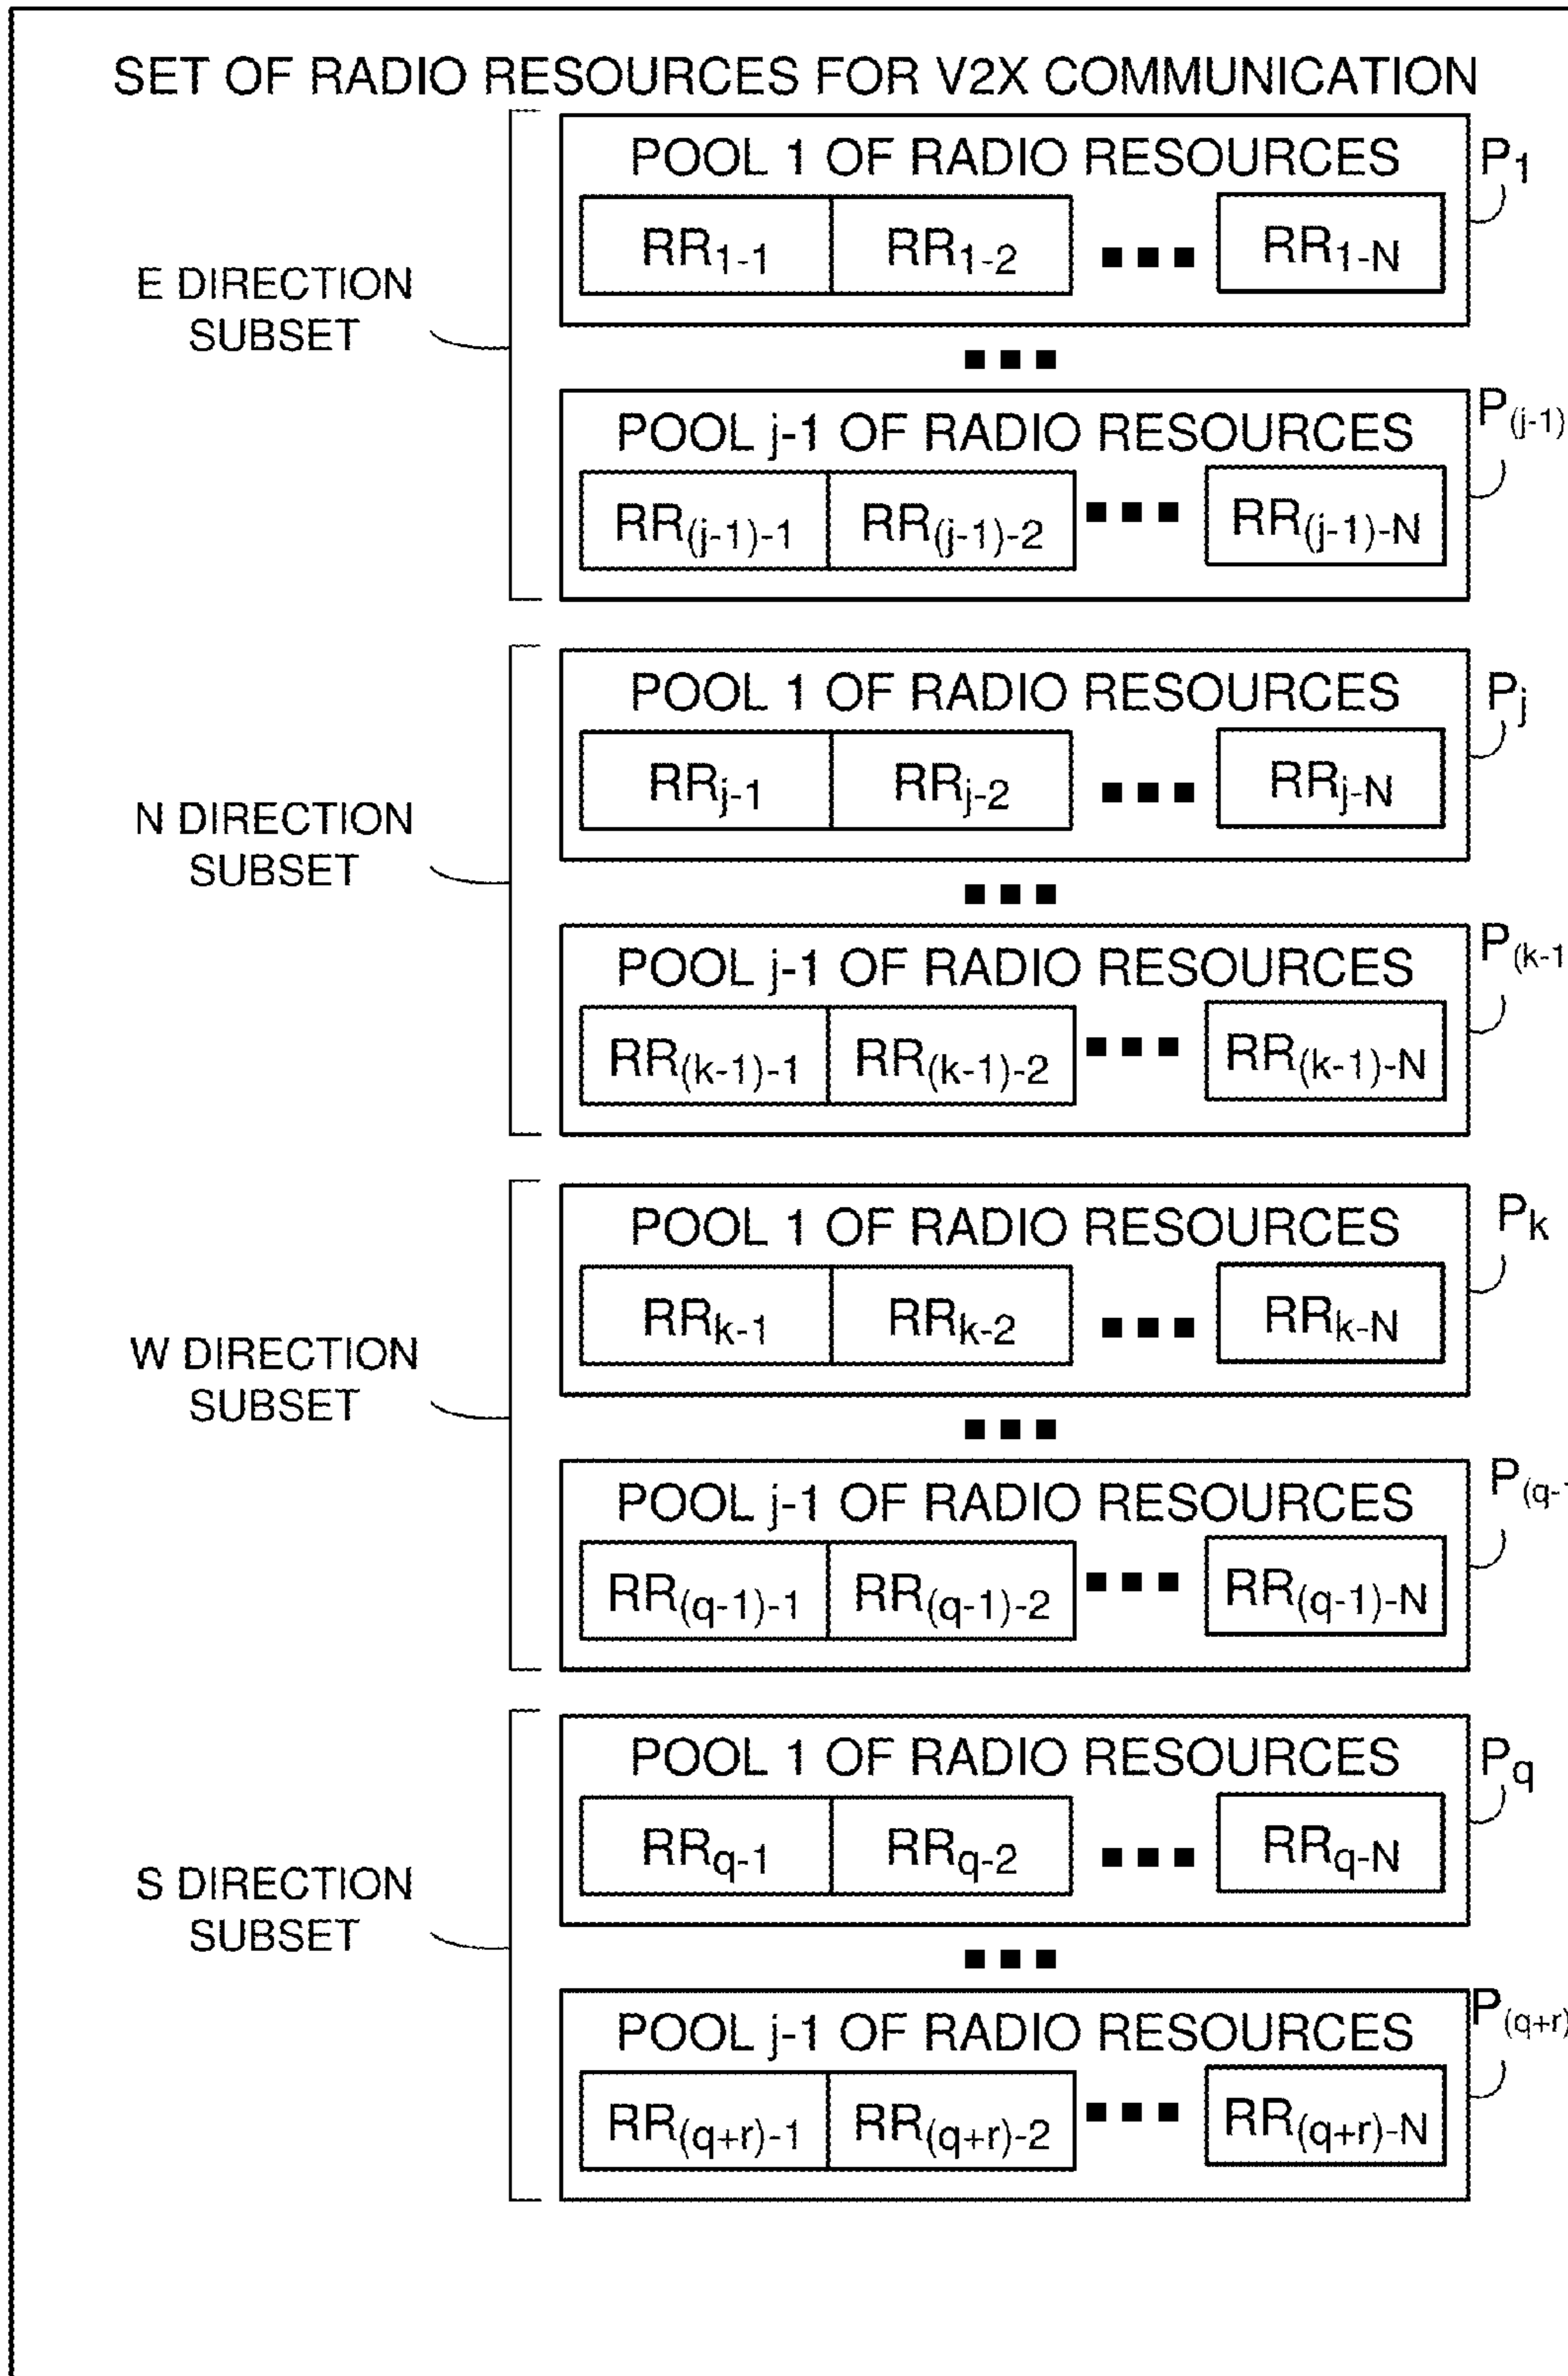 SET OF RADIO RESOURCES FOR V2X COMMUNICATION
E DIRECTION
SUBSET
POOL 1 OF RADIO RESOURCES
P1
RR1-1
RR1-2
RR1-N
POOL j-1 OF RADIO RESOURCES
P(j-1)
RR(j-1)-1
RR(j-1)-2
RR(j-1)-N
N DIRECTION
SUBSET
POOL 1 OF RADIO RESOURCES
Pj
RRj-1
RRj-2
RRj-N
POOL j-1 OF RADIO RESOURCES
P(k-1
RR(k-1)-1
RR(k-1)-2
RR(k-1)-N
W DIRECTION
SUBSET
POOL 1 OF RADIO RESOURCES
Pk
RRk-1
RRk-2
RRk-N
POOL j-1 OF RADIO RESOURCES
P(q-1
RR(q-1)-1
RR(q-1)-2
RR(q-1)-N
S DIRECTION
SUBSET
POOL 1 OF RADIO RESOURCES
Pq
RRq-1
RRq-2
RRq-N
POOL j-1 OF RADIO RESOURCES
P(q+r)
RR(q+r)-1
RR(q+r)-2
RR(q+r)-N